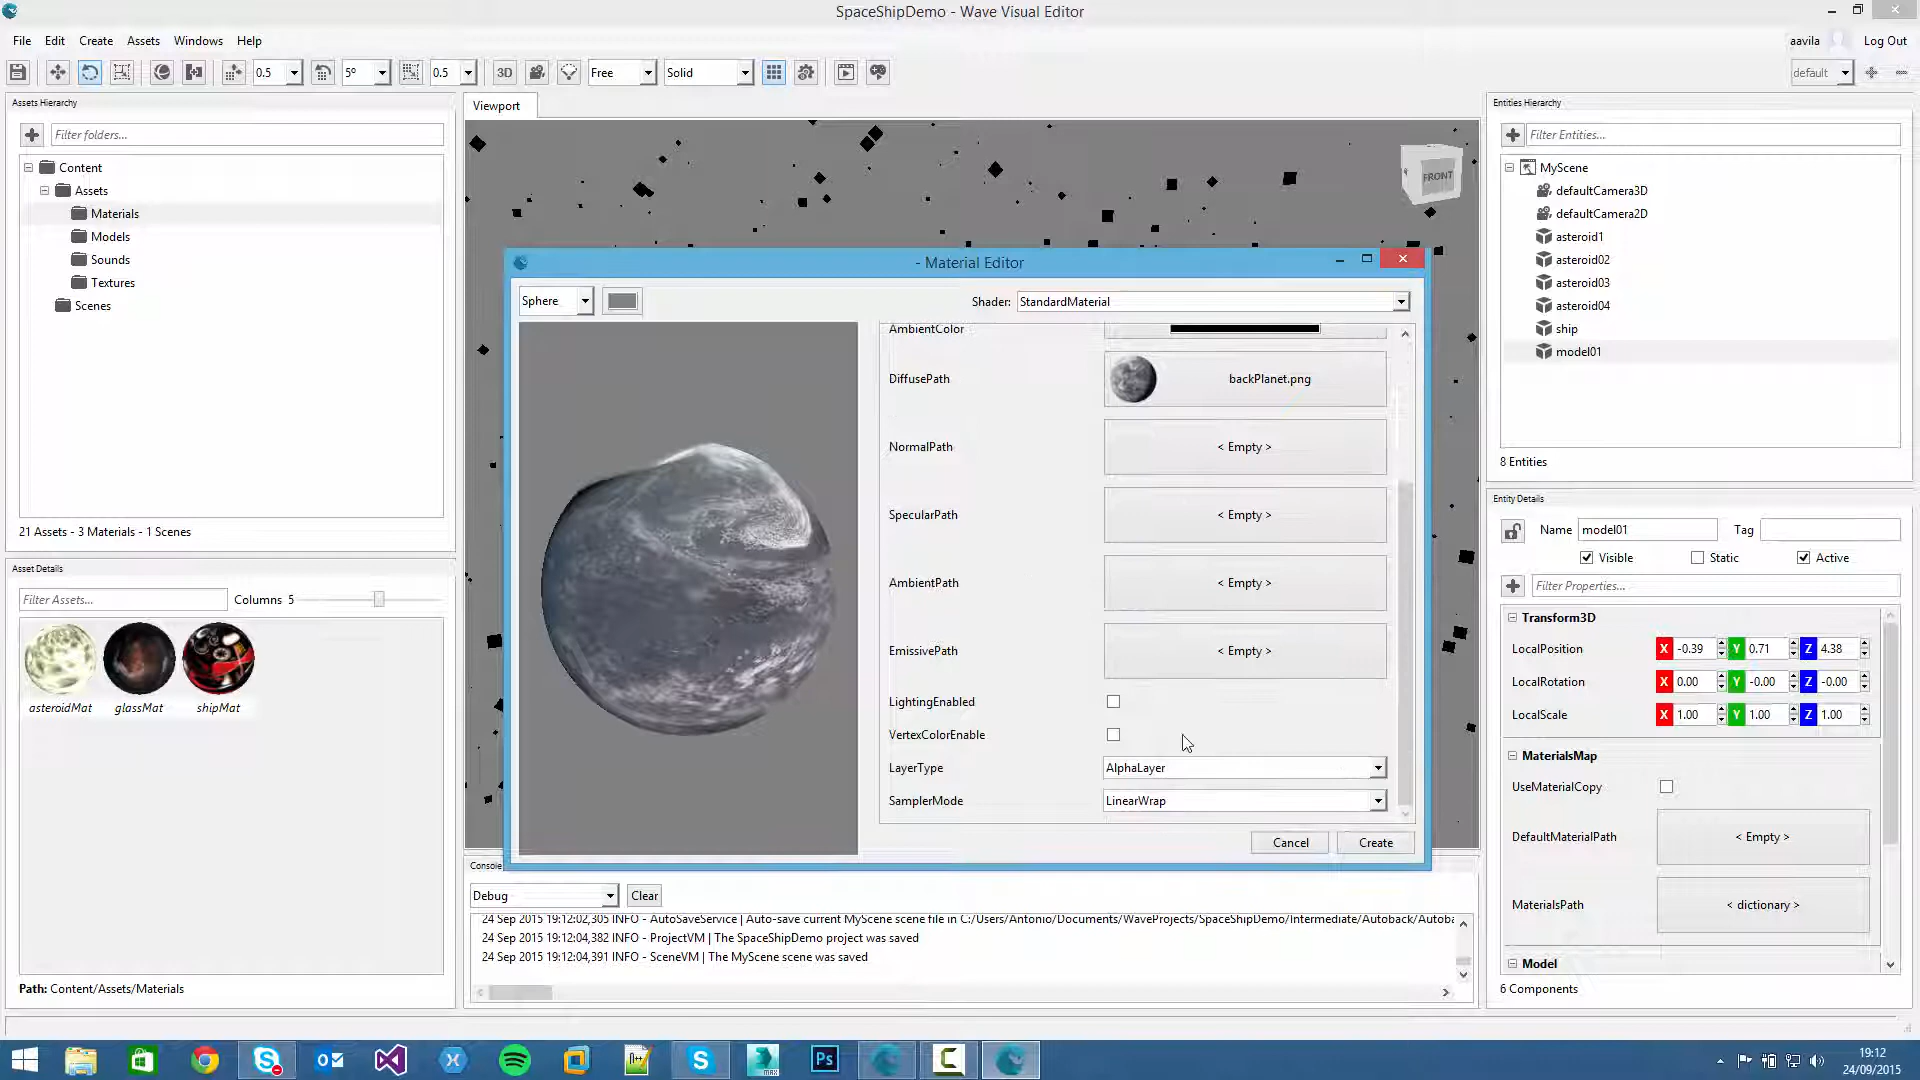 SpaceShipDemo - Wave Visual Editor
File Edit Create Assets Windows Help
aavila Log Out
0.5 5º 0.5 3D Free Solid
default
Assets Hierarchy
Filter folders...
Content
Assets
Materials
Models
Sounds
Textures
Scenes
21 Assets - 3 Materials - 1 Scenes
Asset Details
Filter Assets...
Columns 5
asteroidMat glassMat shipMat
Path: Content/Assets/Materials
Viewport
FRONT
- Material Editor
Sphere
Shader: StandardMaterial
AmbientColor
DiffusePath backPlanet.png
NormalPath < Empty >
SpecularPath < Empty >
AmbientPath < Empty >
EmissivePath < Empty >
LightingEnabled
VertexColorEnable
LayerType AlphaLayer
SamplerMode LinearWrap
Cancel Create
Console
Debug Clear
24 Sep 2015 19:12:02,305 INFO - AutoSaveService | Auto-save current MyScene scene file in C:/Users/Antonio/Documents/WaveProjects/SpaceShipDemo/Intermediate/Autoback/Autoba
24 Sep 2015 19:12:04,382 INFO - ProjectVM | The SpaceShipDemo project was saved
24 Sep 2015 19:12:04,391 INFO - SceneVM | The MyScene scene was saved
Entities Hierarchy
Filter Entities...
MyScene
defaultCamera3D
defaultCamera2D
asteroid1
asteroid02
asteroid03
asteroid04
ship
model01
8 Entities
Entity Details
Name model01 Tag
Visible Static Active
Filter Properties...
Transform3D
LocalPosition X -0.39 Y 0.71 Z 4.38
LocalRotation X 0.00 Y -0.00 Z -0.00
LocalScale X 1.00 Y 1.00 Z 1.00
MaterialsMap
UseMaterialCopy
DefaultMaterialPath < Empty >
MaterialsPath < dictionary >
Model
6 Components
Ps
MAX
19:12
24/09/2015